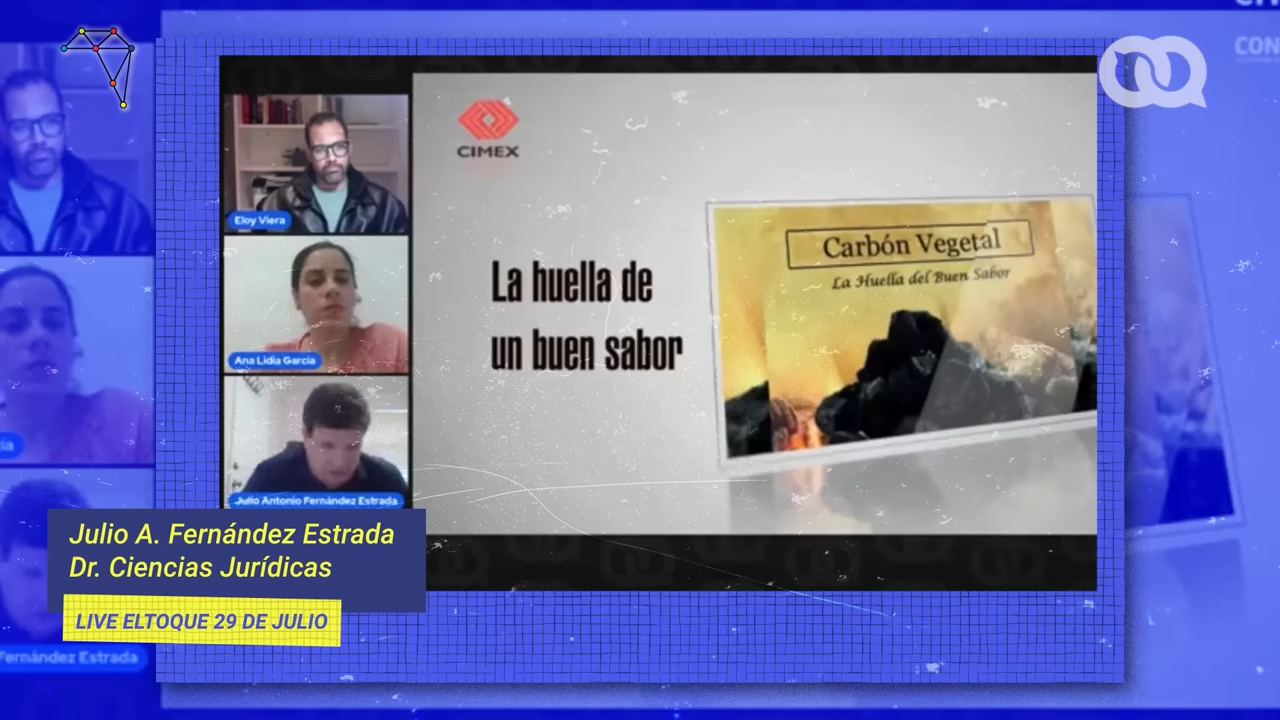 CON
CIMEX
Eloy Viera
La huella de
un buen sabor
Carbón Vegetal
La Huella del Buen Sabor
Ana Lidia García
Julio Antonio Fernández Estrada
Julio A. Fernández Estrada
Dr. Ciencias Jurídicas
LIVE ELTOQUE 29 DE JULIO
Fernández Estrada